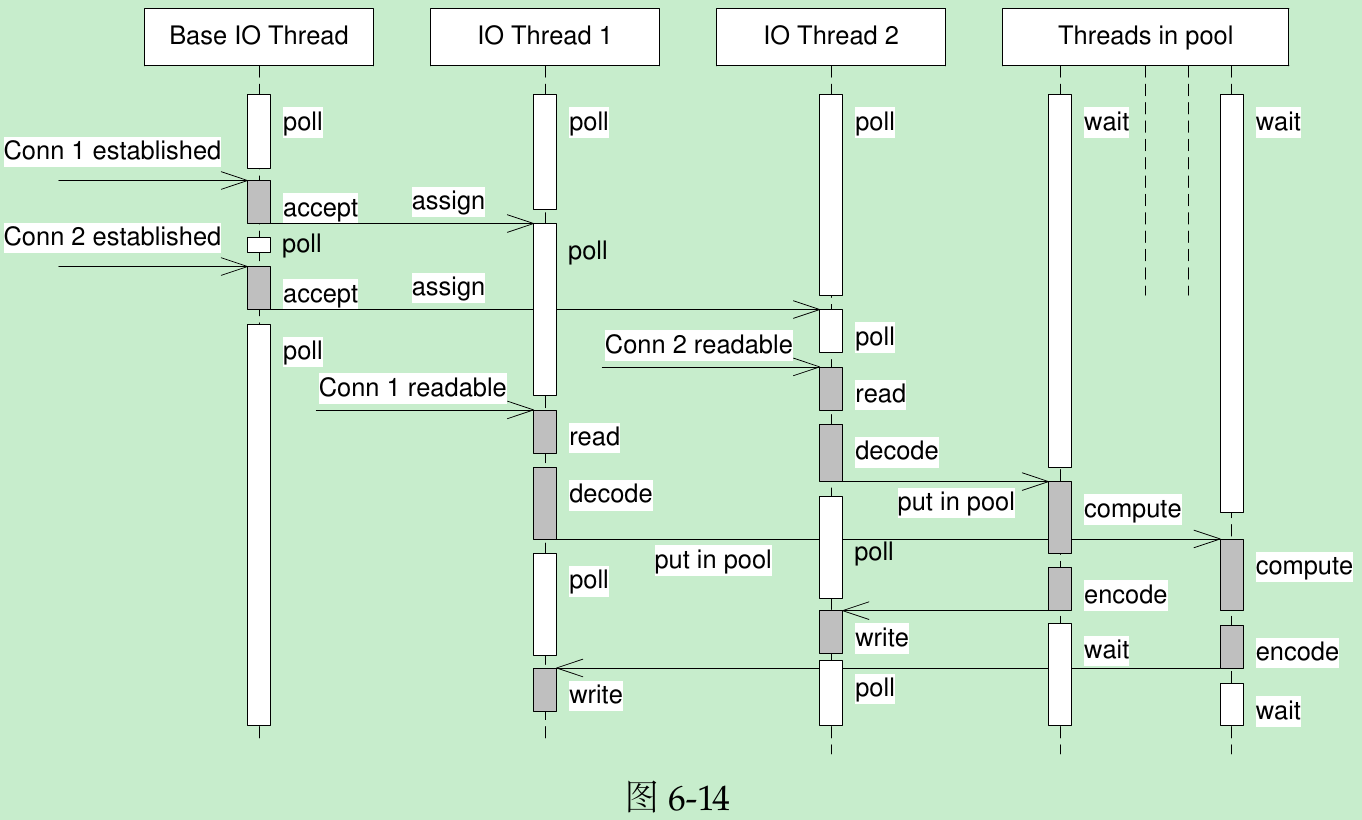 Base IO Thread
IO Thread 1
IO Thread 2
Threads in pool
poll
poll
poll
wait
wait
Conn 1 established
accept
assign
Conn 2 established
poll
poll
accept
assign
poll
Conn 2 readable
poll
Conn 1 readable
read
read
decode
decode
put in pool
compute
put in pool
poll
compute
poll
encode
write
wait
encode
write
poll
wait
图 6-14